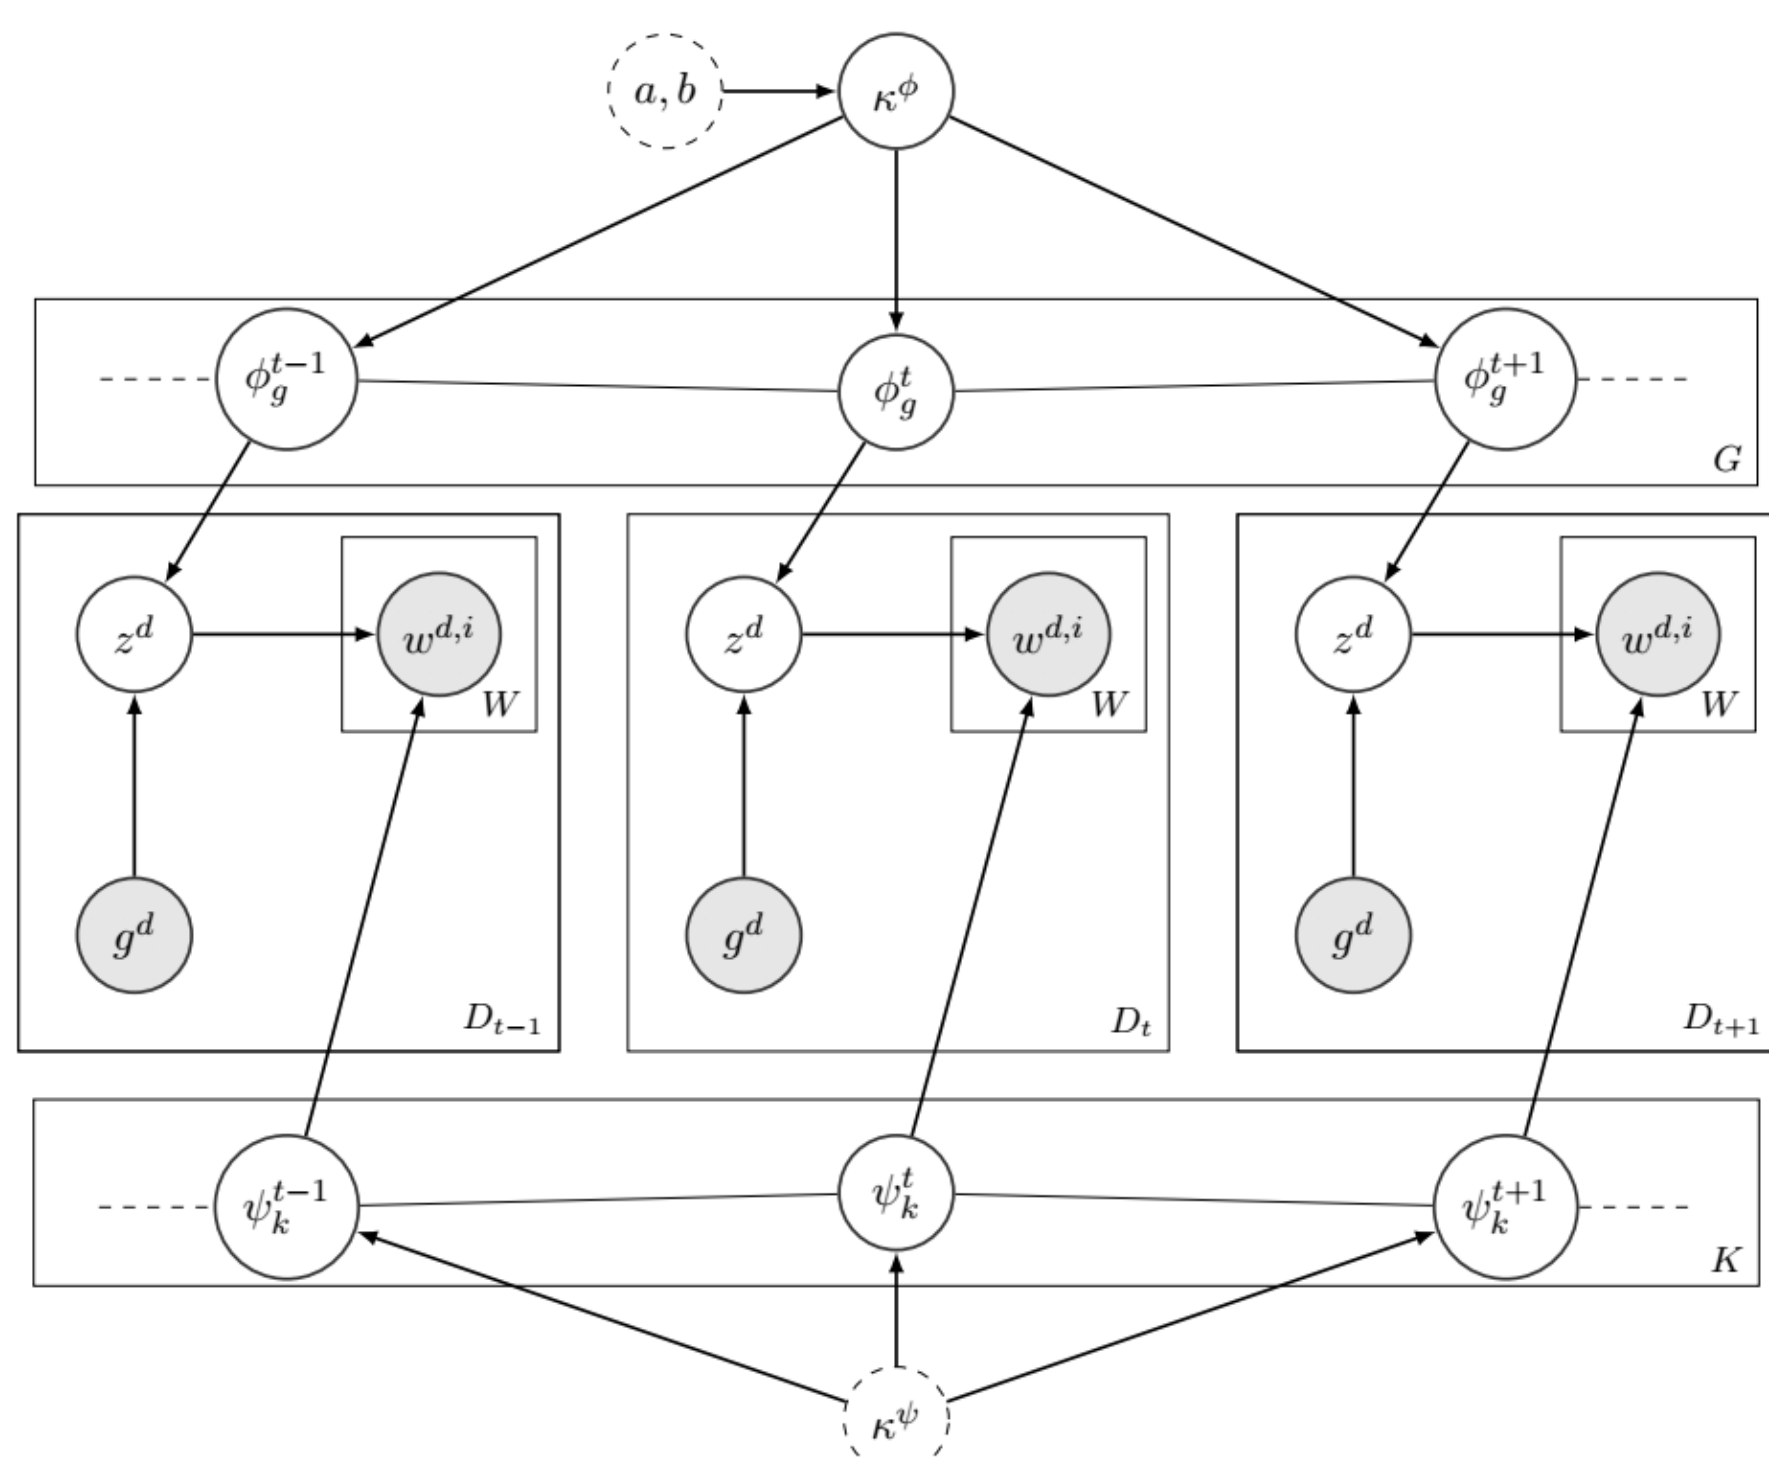 a, b κ^ϕ
ϕ_g^{t−1} ϕ_g^t ϕ_g^{t+1}
G
z^d w^{d,i} z^d w^{d,i} z^d w^{d,i}
W W W
g^d g^d g^d
D_{t−1} D_t D_{t+1}
ψ_k^{t−1} ψ_k^t ψ_k^{t+1}
K
κ^ψ